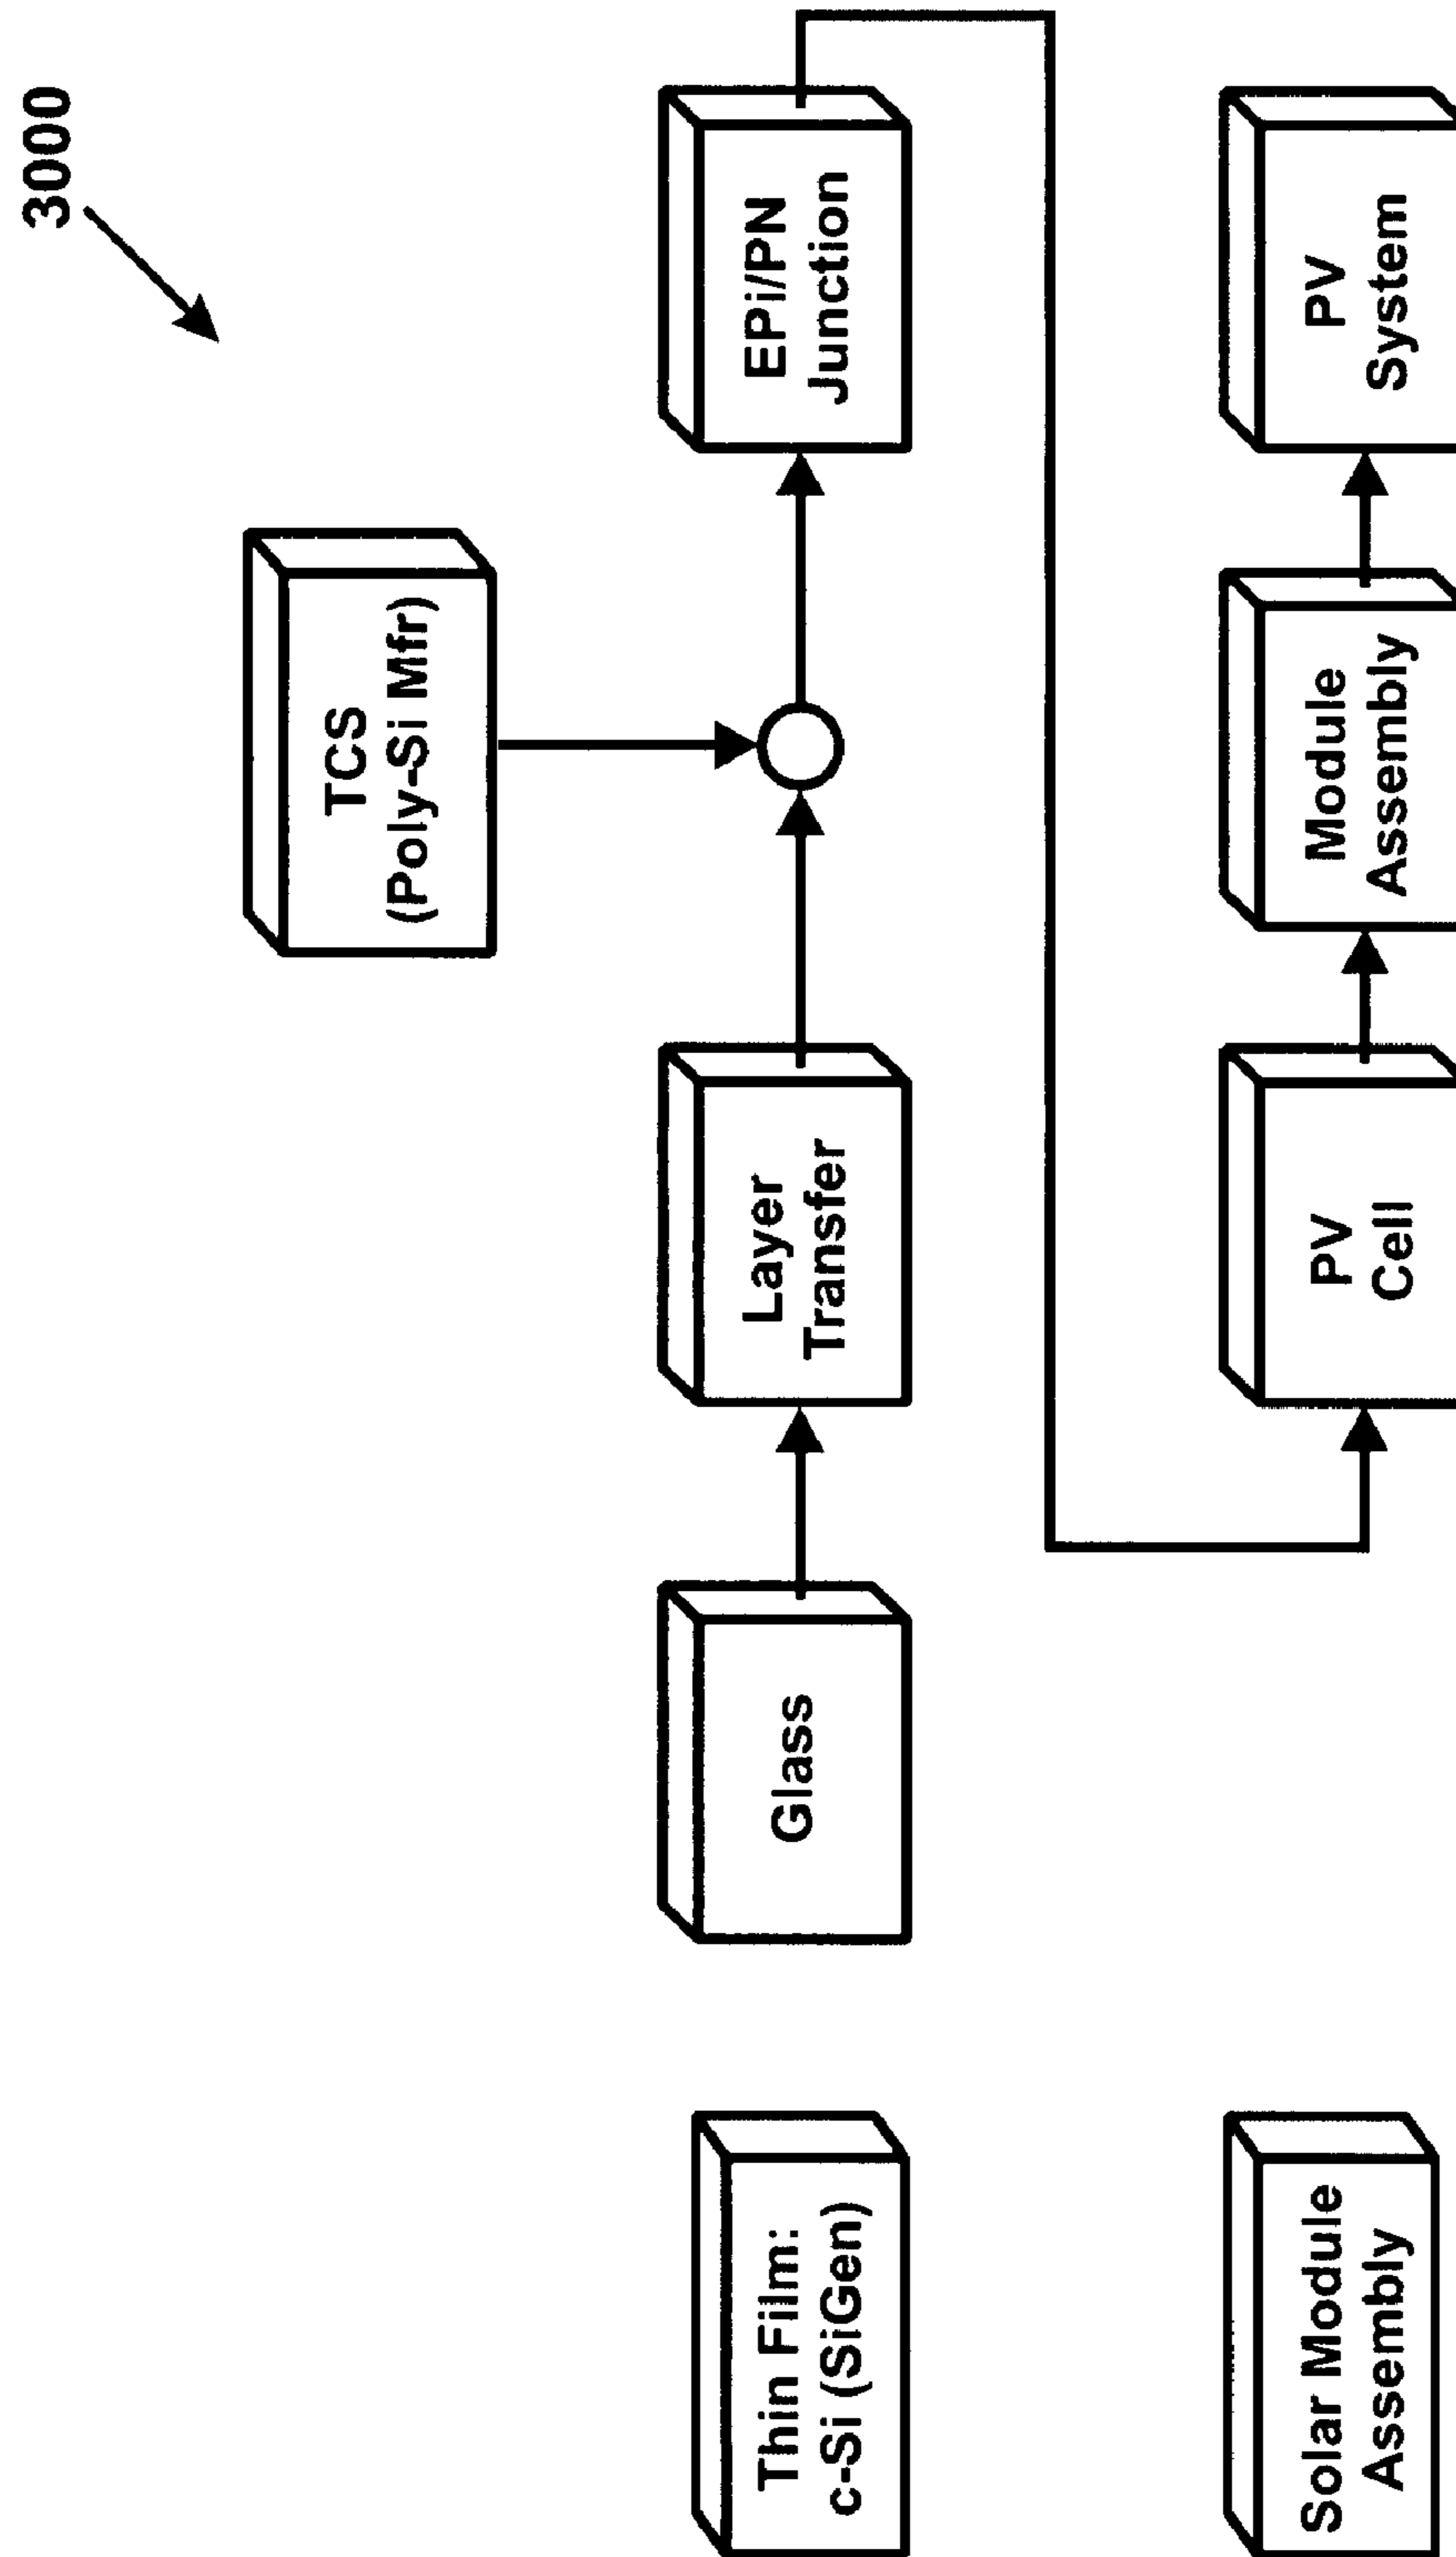 3000
TCS
(Poly-Si Mfr)
Thin Film:
c-Si (SiGen)
Glass
Layer
Transfer
EPi/PN
Junction
Solar Module
Assembly
PV
Cell
Module
Assembly
PV
System